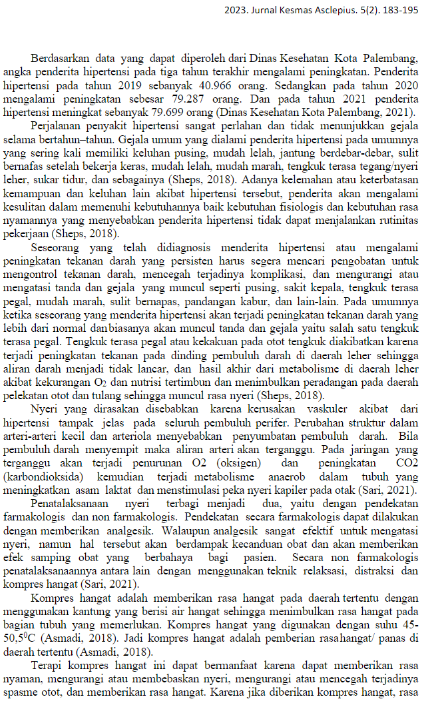 2023. Jurnal Kesmas Asclepius. 5(2). 183-195
Berdasarkan data yang dapat diperoleh dari Dinas Kesehatan Kota Palembang,
angka penderita hipertensi pada tiga tahun terakhir mengalami peningkatan. Penderita
hipertensi pada tahun 2019 sebanyak 40.966 orang. Sedangkan pada tahun 2020
mengalami peningkatan sebesar 79.287 orang. Dan pada tahun 2021 penderita
hipertensi meningkat sebanyak 79.699 orang (Dinas Kesehatan Kota Palembang, 2021).
Perjalanan penyakit hipertensi sangat perlahan dan tidak menunjukkan gejala
selama bertahun–tahun. Gejala umum yang dialami penderita hipertensi pada umumnya
yang sering kali memiliki keluhan pusing, mudah lelah, jantung berdebar-debar, sulit
bernafas setelah bekerja keras, mudah lelah, mudah marah, tengkuk terasa tegang/nyeri
leher, sukar tidur, dan sebagainya (Sheps, 2018). Adanya kelemahan atau keterbatasan
kemampuan dan keluhan lain akibat hipertensi tersebut, penderita akan mengalami
kesulitan dalam memenuhi kebutuhannya baik kebutuhan fisiologis dan kebutuhan rasa
nyamannya yang menyebabkan penderita hipertensi tidak dapat menjalankan rutinitas
pekerjaan (Sheps, 2018).
Seseorang yang telah didiagnosis menderita hipertensi atau mengalami
peningkatan tekanan darah yang persisten harus segera mencari pengobatan untuk
mengontrol tekanan darah, mencegah terjadinya komplikasi, dan mengurangi atau
mengatasi tanda dan gejala yang muncul seperti pusing, sakit kepala, tengkuk terasa
pegal, mudah marah, sulit bernapas, pandangan kabur, dan lain-lain. Pada umumnya
ketika seseorang yang menderita hipertensi akan terjadi peningkatan tekanan darah yang
lebih dari normal danbiasanya akan muncul tanda dan gejala yaitu salah satu tengkuk
terasa pegal. Tengkuk terasa pegal atau kekakuan pada otot tengkuk diakibatkan karena
terjadi peningkatan tekanan pada dinding pembuluh darah di daerah leher sehingga
aliran darah menjadi tidak lancar, dan hasil akhir dari metabolisme di daerah leher
akibat kekurangan O2 dan nutrisi tertimbun dan menimbulkan peradangan pada daerah
pelekatan otot dan tulang sehingga muncul rasa nyeri (Sheps, 2018).
Nyeri yang dirasakan disebabkan karena kerusakan vaskuler akibat dari
hipertensi tampak jelas pada seluruh pembuluh perifer. Perubahan struktur dalam
arteri-arteri kecil dan arteriola menyebabkan penyumbatan pembuluh darah. Bila
pembuluh darah menyempit maka aliran arteri akan terganggu. Pada jaringan yang
terganggu akan terjadi penurunan O2 (oksigen) dan peningkatan CO2
(karbondioksida) kemudian terjadi metabolisme anaerob dalam tubuh yang
meningkatkan asam laktat dan menstimulasi peka nyeri kapiler pada otak (Sari, 2021).
Penatalaksanaan nyeri terbagi menjadi dua, yaitu dengan pendekatan
farmakologis dan non farmakologis. Pendekatan secara farmakologis dapat dilakukan
dengan memberikan analgesik. Walaupun analgesik sangat efektif untuk mengatasi
nyeri, namun hal tersebut akan berdampak kecanduan obat dan akan memberikan
efek samping obat yang berbahaya bagi pasien. Secara non farmakologis
penatalaksanaannya antara lain dengan menggunakan teknik relaksasi, distraksi dan
kompres hangat (Sari, 2021).
Kompres hangat adalah memberikan rasa hangat pada daerah tertentu dengan
menggunakan kantung yang berisi air hangat sehingga menimbulkan rasa hangat pada
bagian tubuh yang memerlukan. Kompres hangat yang digunakan dengan suhu 45-
50,5⁰C (Asmadi, 2018). Jadi kompres hangat adalah pemberian rasa hangat/ panas di
daerah tertentu (Asmadi, 2018).
Terapi kompres hangat ini dapat bermanfaat karena dapat memberikan rasa
nyaman, mengurangi atau membebaskan nyeri, mengurangi atau mencegah terjadinya
spasme otot, dan memberikan rasa hangat. Karena jika diberikan kompres hangat, rasa